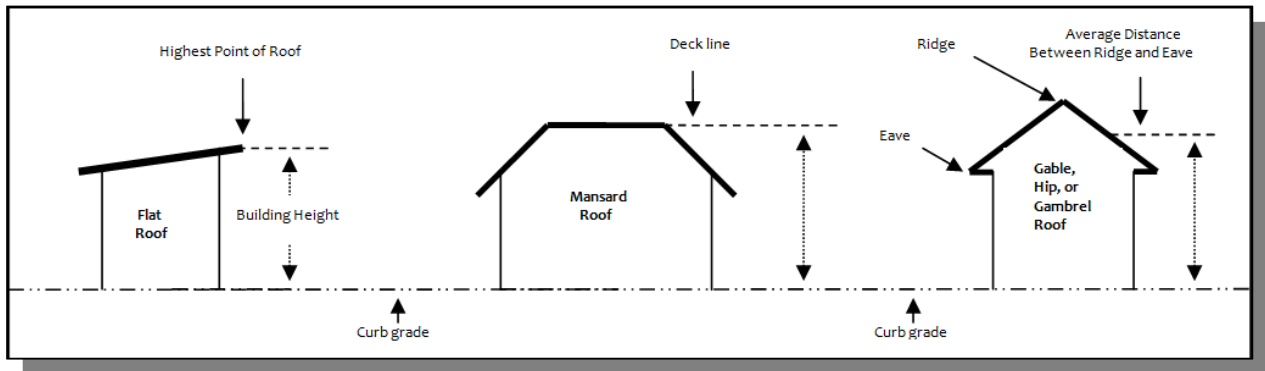 Highest Point of Roof
Flat
Roof
Building Height
Curb grade
Deck line
Mansard
Roof
Ridge
Average Distance
Between Ridge and Eave
Eave
Gable,
Hip, or
Gambrel
Roof
Curb grade